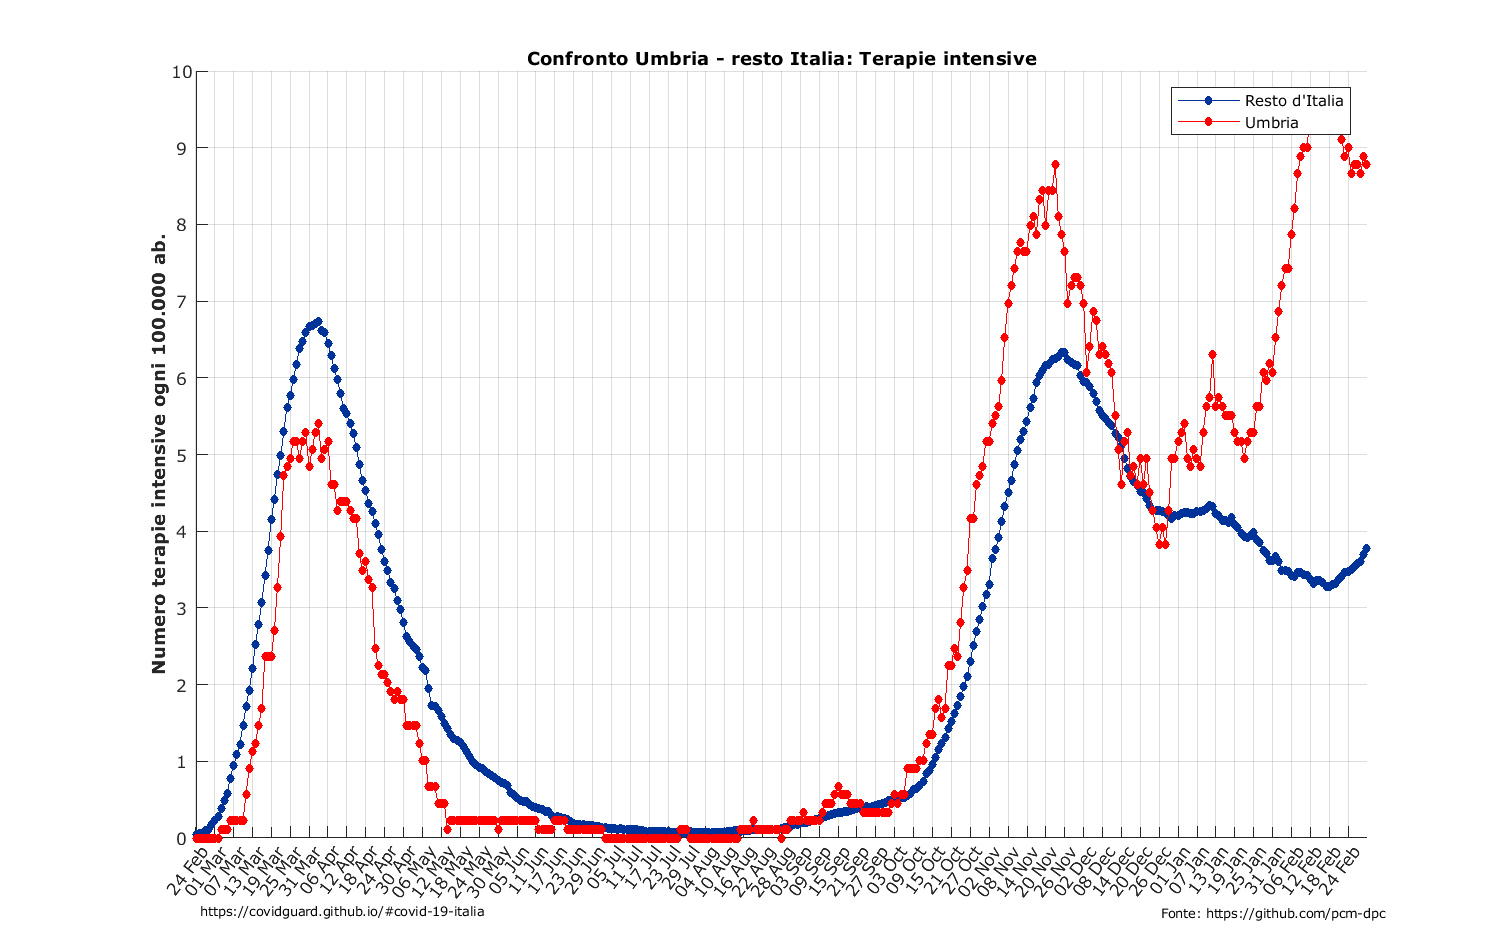 Confronto Umbria - resto Italia: Terapie intensive
Numero terapie intensive ogni 100.000 ab.
10
9
8
7
6
5
4
3
2
1
0
Resto d'Italia
Umbria
24 Feb
01 Mar
07 Mar
13 Mar
19 Mar
25 Mar
31 Mar
06 Apr
12 Apr
18 Apr
24 Apr
30 Apr
06 May
12 May
18 May
24 May
30 May
05 Jun
11 Jun
17 Jun
23 Jun
29 Jun
05 Jul
11 Jul
17 Jul
23 Jul
29 Jul
04 Aug
10 Aug
16 Aug
22 Aug
28 Aug
03 Sep
09 Sep
15 Sep
21 Sep
27 Sep
03 Oct
09 Oct
15 Oct
21 Oct
27 Oct
02 Nov
08 Nov
14 Nov
20 Nov
26 Nov
02 Dec
08 Dec
14 Dec
20 Dec
26 Dec
01 Jan
07 Jan
13 Jan
19 Jan
25 Jan
31 Jan
06 Feb
12 Feb
18 Feb
24 Feb
https://covidguard.github.io/#covid-19-italia
Fonte: https://github.com/pcm-dpc